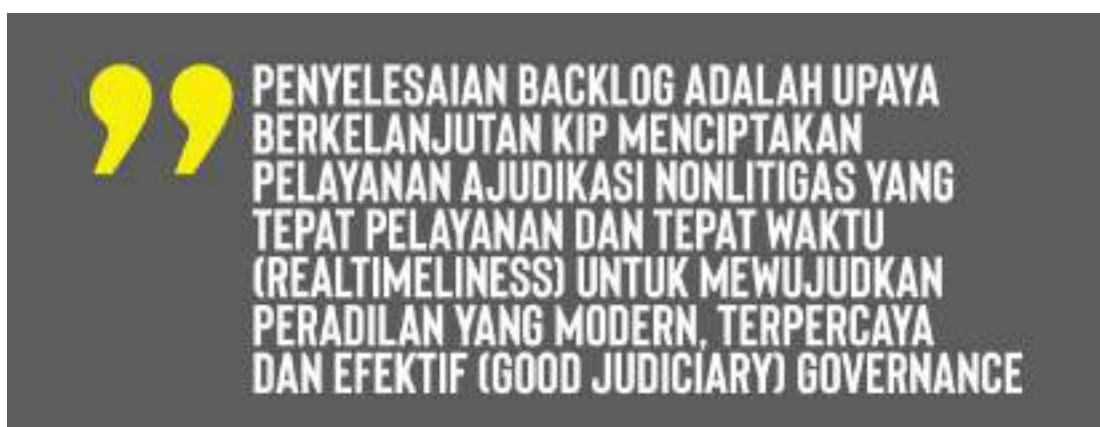 PENYELESAIAN BACKLOG ADALAH UPAYA
BERKELANJUTAN KIP MENCIPTAKAN
PELAYANAN AJUDIKASI NONLITIGAS YANG
TEPAT PELAYANAN DAN TEPAT WAKTU
(REALTIMELINESS) UNTUK MEWUJUDKAN
PERADILAN YANG MODERN, TERPERCAYA
DAN EFEKTIF (GOOD JUDICIARY) GOVERNANCE